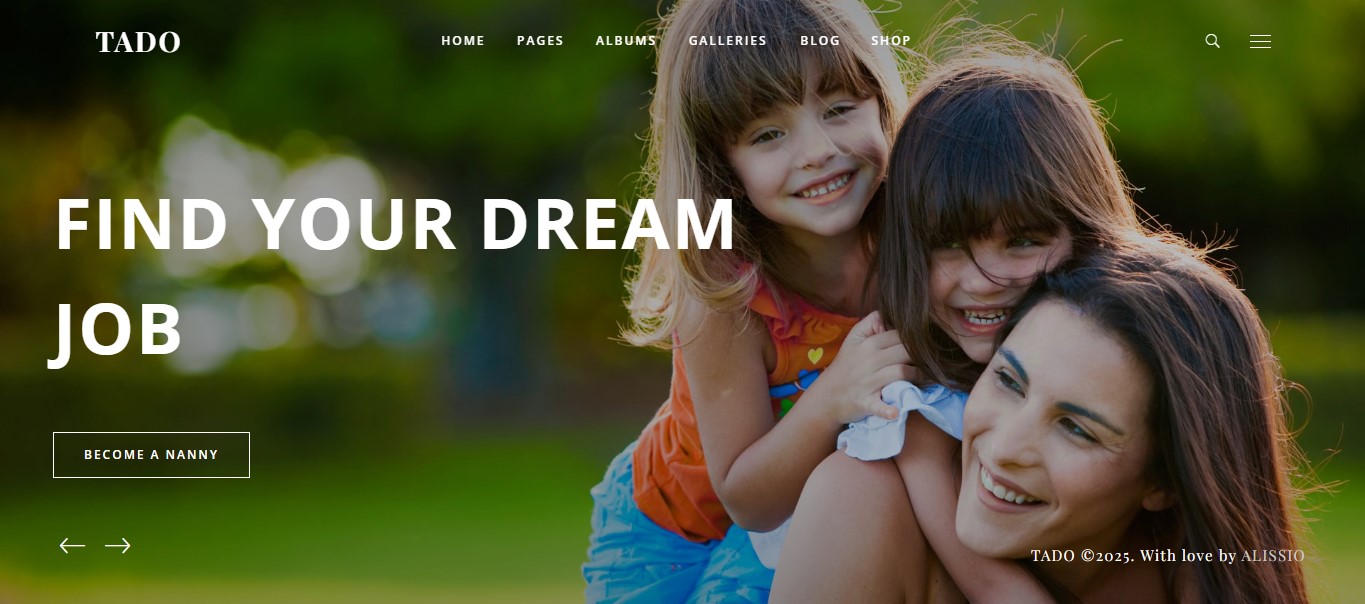 TADO
HOME PAGES ALBUMS GALLERIES BLOG SHOP
FIND YOUR DREAM
JOB
BECOME A NANNY
TADO ©2025. With love by ALISSIO